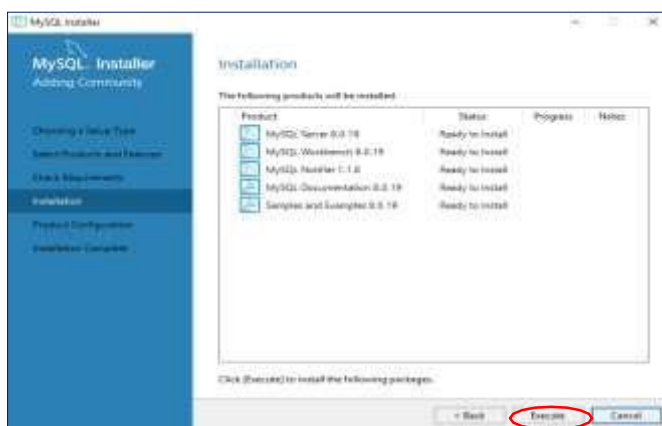 MySQL Installer
MySQL. Installer
Adding Community
Choosing a Setup Type
Select Products and Features
Check Requirements
Installation
Product Configuration
Installation Complete
Installation
The following products will be installed.
Product Status Progress Notes
MySQL Server 8.0.19 Ready to Install
MySQL Workbench 8.0.19 Ready to Install
MySQL Notifier 1.1.8 Ready to Install
MySQL Documentation 8.0.19 Ready to Install
Samples and Examples 8.0.19 Ready to Install
Click [Execute] to install the following packages.
< Back Execute Cancel